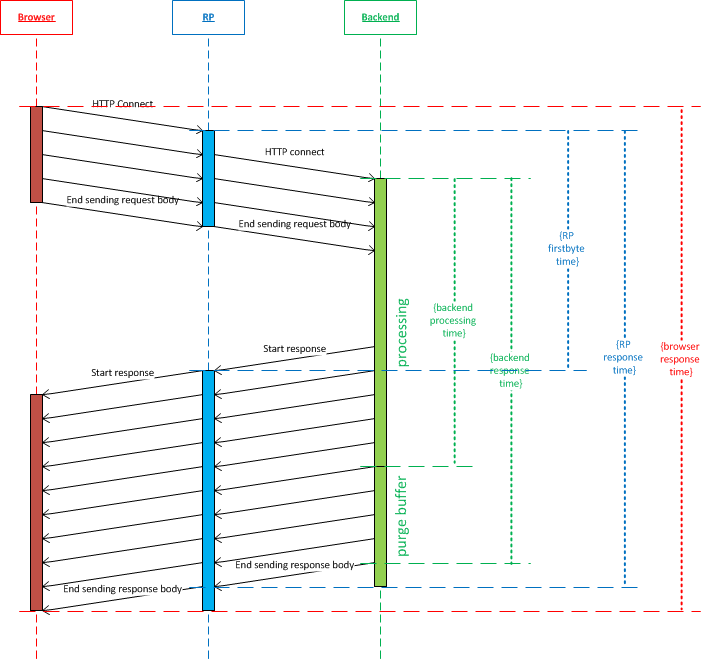 Browser
RP
Backend
HTTP Connect
HTTP connect
End sending request body
End sending request body
{RP
firstbyte
time}
processing
{backend
processing
time}
Start response
{backend
response
time}
{RP
response
time}
{browser
response
time}
Start response
purge buffer
End sending response body
End sending response body